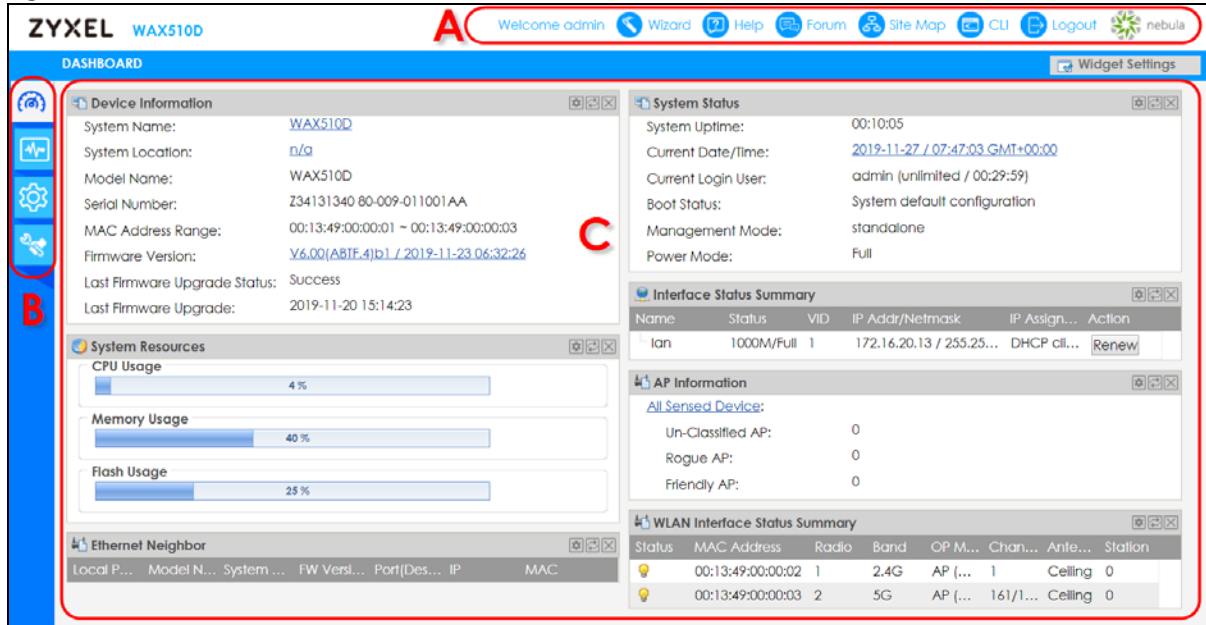 ZYXEL WAX510D
A
Welcome admin Wizard Help Forum Site Map CLI Logout nebula
DASHBOARD
Widget Settings
B
C
Device Information
System Name: WAX510D
System Location: n/a
Model Name: WAX510D
Serial Number: Z34131340 80-009-011001AA
MAC Address Range: 00:13:49:00:00:01 ~ 00:13:49:00:00:03
Firmware Version: V6.00(ABTF.4)b1 / 2019-11-23 06:32:26
Last Firmware Upgrade Status: Success
Last Firmware Upgrade: 2019-11-20 15:14:23
System Resources
CPU Usage
4 %
Memory Usage
40 %
Flash Usage
25 %
Ethernet Neighbor
Local P... Model N... System ... FW Versi... Port(Des... IP MAC
System Status
System Uptime: 00:10:05
Current Date/Time: 2019-11-27 / 07:47:03 GMT+00:00
Current Login User: admin (unlimited / 00:29:59)
Boot Status: System default configuration
Management Mode: standalone
Power Mode: Full
Interface Status Summary
Name Status VID IP Addr/Netmask IP Assign... Action
lan 1000M/Full 1 172.16.20.13 / 255.25... DHCP cli... Renew
AP Information
All Sensed Device:
Un-Classified AP: 0
Rogue AP: 0
Friendly AP: 0
WLAN Interface Status Summary
Status MAC Address Radio Band OP M... Chan... Ante... Station
00:13:49:00:00:02 1 2.4G AP (... 1 Ceiling 0
00:13:49:00:00:03 2 5G AP (... 161/1... Ceiling 0